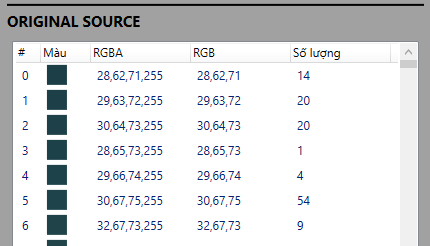 ORIGINAL SOURCE
# Màu RGBA RGB Số lượng
0 28,62,71,255 28,62,71 14
1 29,63,72,255 29,63,72 20
2 30,64,73,255 30,64,73 20
3 28,65,73,255 28,65,73 1
4 29,66,74,255 29,66,74 4
5 30,67,75,255 30,67,75 54
6 32,67,73,255 32,67,73 9